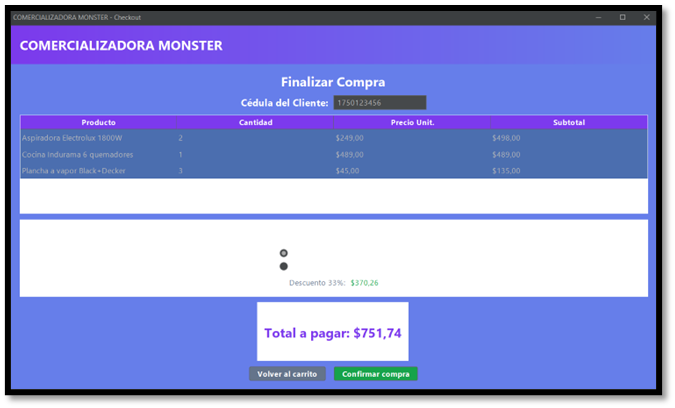 COMERCIALIZADORA MONSTER - Checkout
COMERCIALIZADORA MONSTER
Finalizar Compra
Cédula del Cliente: 1750123456
Producto Cantidad Precio Unit. Subtotal
Aspiradora Electrolux 1800W 2 $249,00 $498,00
Cocina Indurama 6 quemadores 1 $489,00 $489,00
Plancha a vapor Black+Decker 3 $45,00 $135,00
Descuento 33%: $370,26
Total a pagar: $751,74
Volver al carrito Confirmar compra